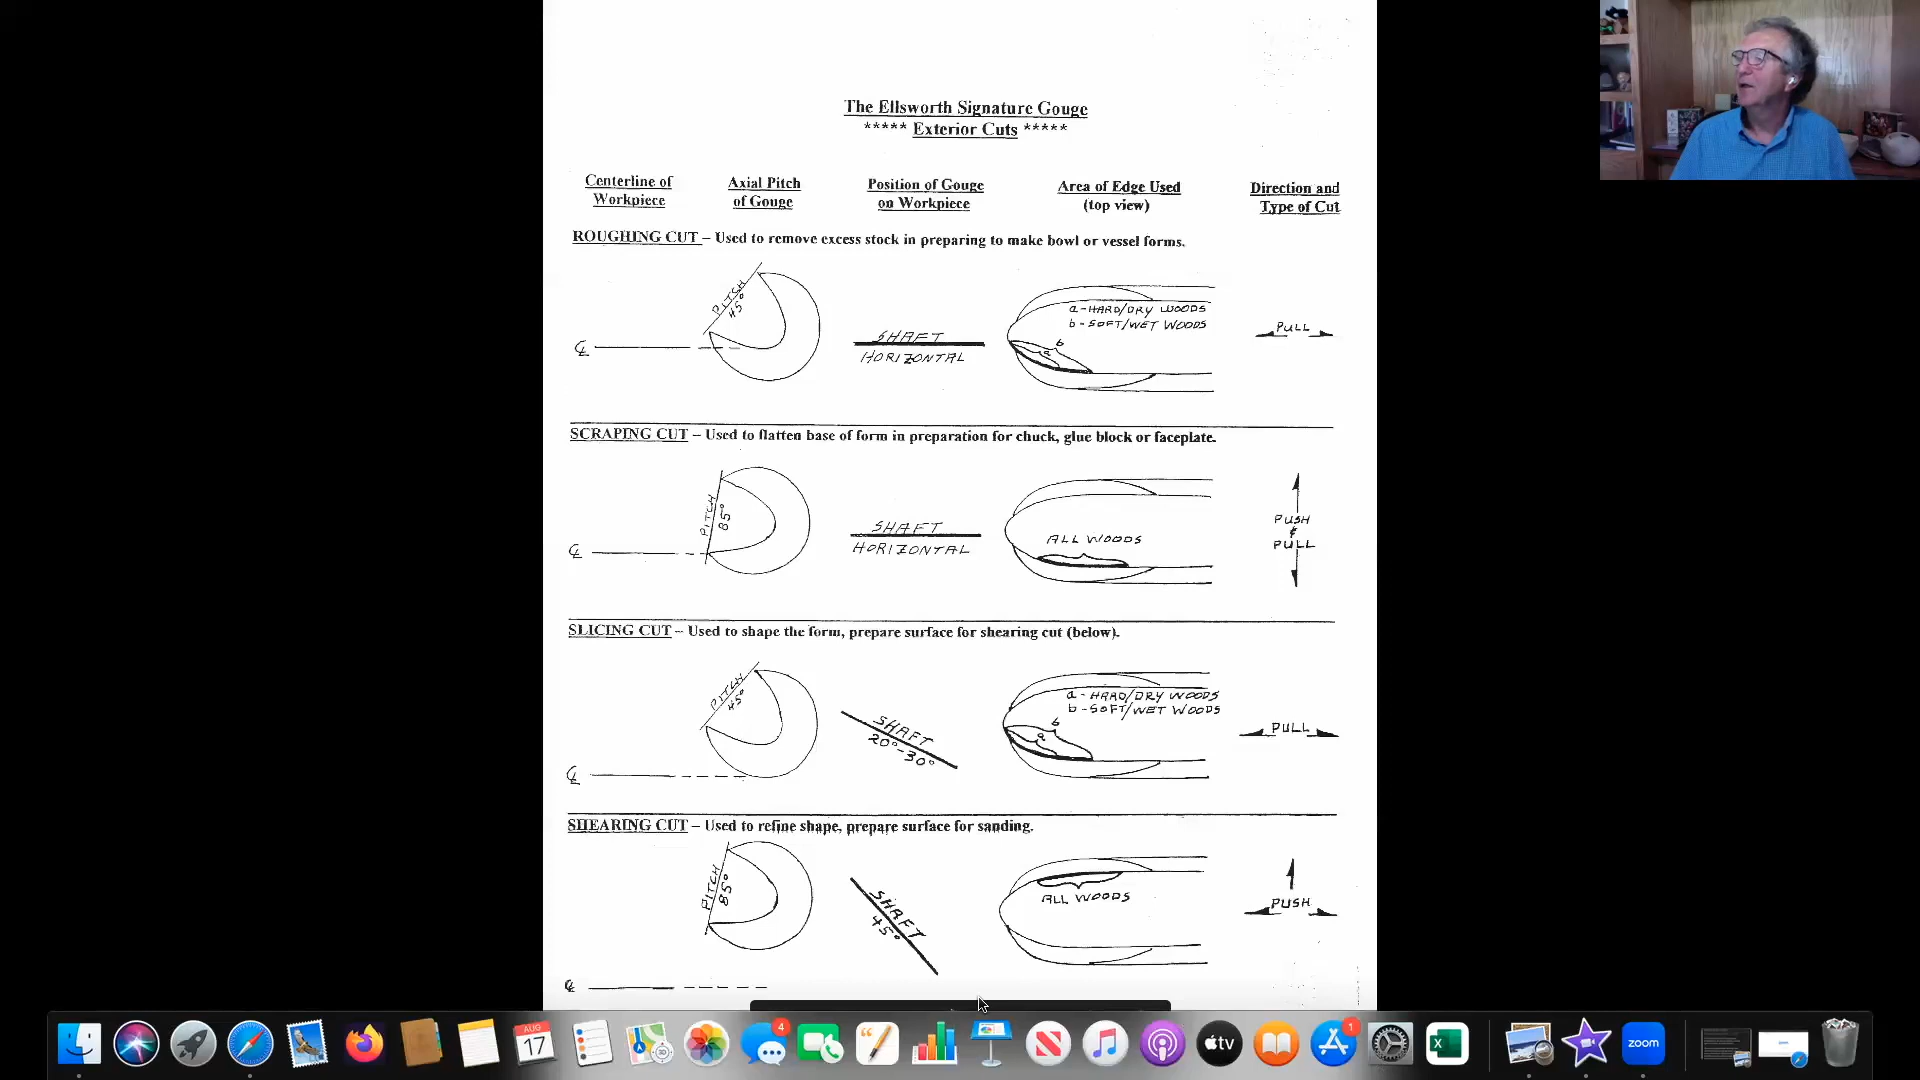 The Ellsworth Signature Gouge
***** Exterior Cuts *****
Centerline of Workpiece
Axial Pitch of Gouge
Position of Gouge on Workpiece
Area of Edge Used (top view)
Direction and Type of Cut
ROUGHING CUT – Used to remove excess stock in preparing to make bowl or vessel forms.
PITCH 45°
℄
SHAFT
HORIZONTAL
a - HARD/DRY WOODS
b - SOFT/WET WOODS
b
a
PULL
SCRAPING CUT – Used to flatten base of form in preparation for chuck, glue block or faceplate.
PITCH 85°
℄
SHAFT
HORIZONTAL
ALL WOODS
PUSH
&
PULL
SLICING CUT – Used to shape the form, prepare surface for shearing cut (below).
PITCH 45°
℄
SHAFT
20°-30°
a - HARD/DRY WOODS
b - SOFT/WET WOODS
b
a
PULL
SHEARING CUT – Used to refine shape, prepare surface for sanding.
PITCH 85°
℄
SHAFT
45°
ALL WOODS
PUSH
AUG
17
4
tv
1
X
zoom